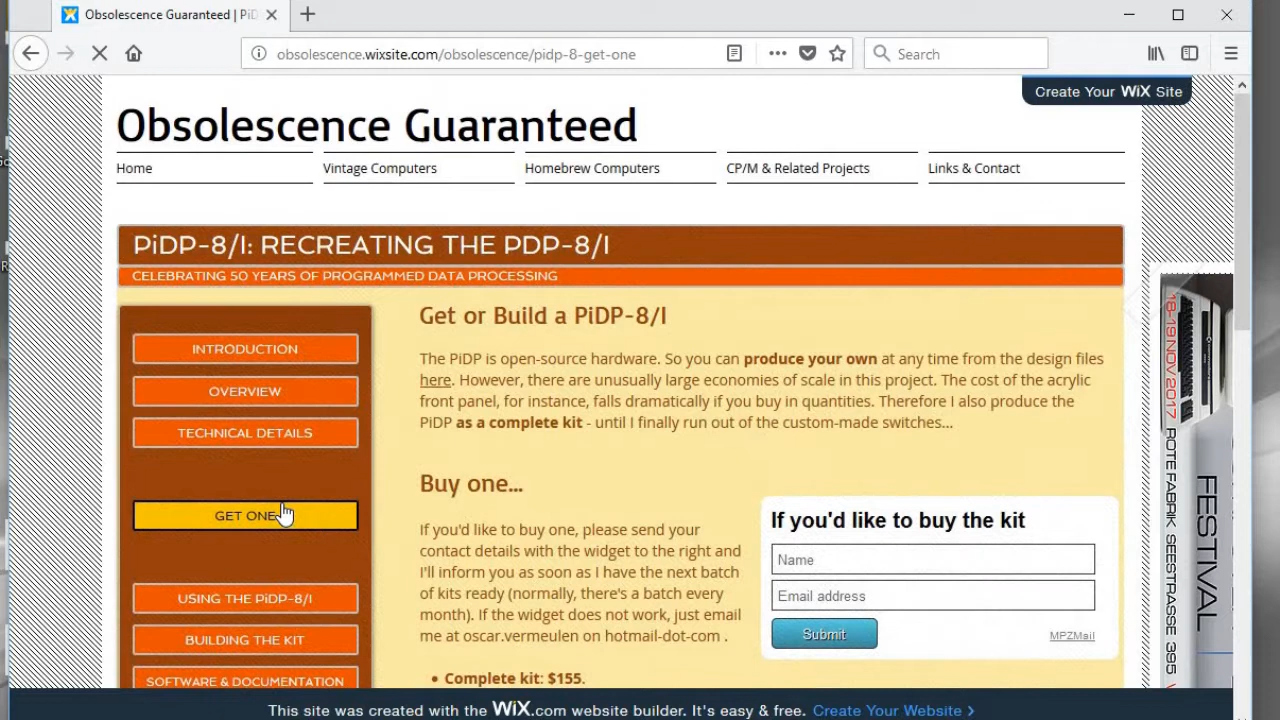 Obsolescence Guaranteed | PiD
obsolescence.wixsite.com/obsolescence/pidp-8-get-one
Search
Create Your WiX Site
Obsolescence Guaranteed
Home
Vintage Computers
Homebrew Computers
CP/M & Related Projects
Links & Contact
PiDP-8/I: RECREATING THE PDP-8/I
CELEBRATING 50 YEARS OF PROGRAMMED DATA PROCESSING
INTRODUCTION
OVERVIEW
TECHNICAL DETAILS
GET ONE
USING THE PiDP-8/I
BUILDING THE KIT
SOFTWARE & DOCUMENTATION
Get or Build a PiDP-8/I
The PiDP is open-source hardware. So you can produce your own at any time from the design files
here. However, there are unusually large economies of scale in this project. The cost of the acrylic
front panel, for instance, falls dramatically if you buy in quantities. Therefore I also produce the
PiDP as a complete kit - until I finally run out of the custom-made switches...
Buy one...
If you'd like to buy one, please send your
contact details with the widget to the right and
I'll inform you as soon as I have the next batch
of kits ready (normally, there's a batch every
month). If the widget does not work, just email
me at oscar.vermeulen on hotmail-dot-com .
• Complete kit: $155.
If you'd like to buy the kit
Name
Email address
Submit
MPZMail
18-19 NOV 2017 ROTE FABRIK SEESTRASSE 395
FESTIVAL
This site was created with the WiX.com website builder. It's easy & free. Create Your Website >